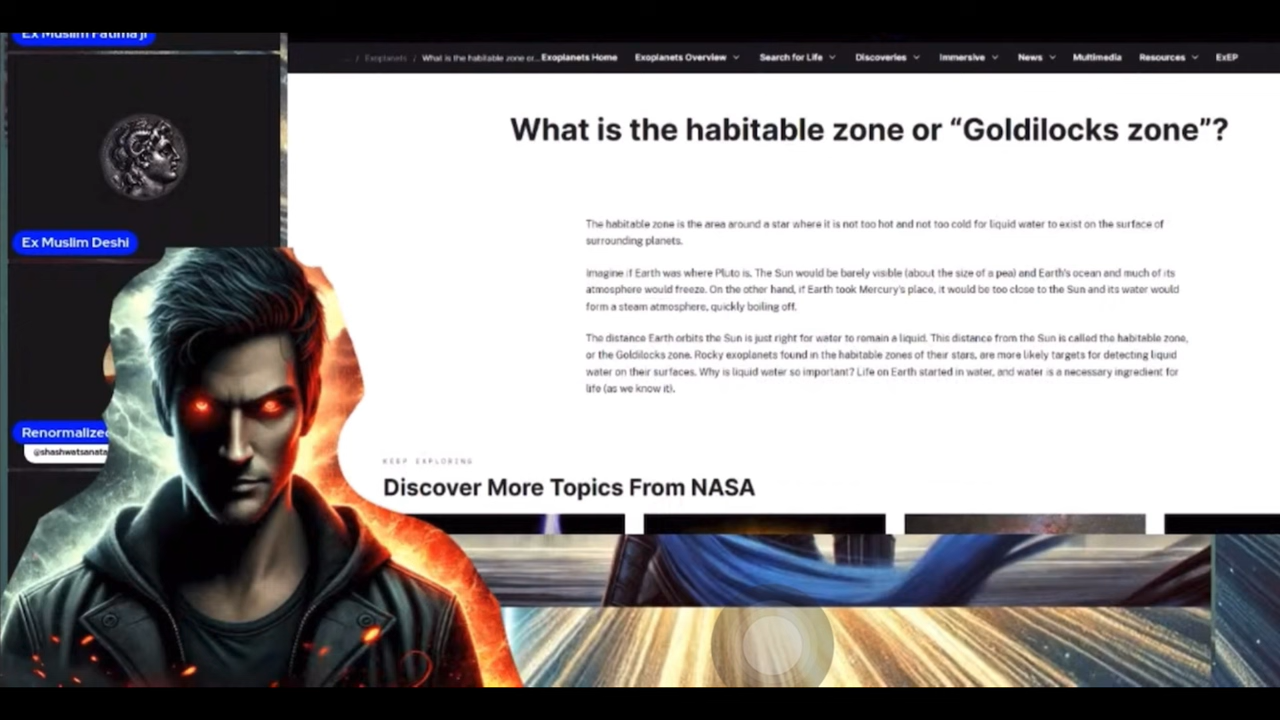 Ex Muslim Fatima ji
Ex Muslim Deshi
Renormalized
@shashwatsanata
... / Exoplanets / What is the habitable zone or...
Exoplanets Home
Exoplanets Overview
Search for Life
Discoveries
Immersive
News
Multimedia
Resources
ExEP
What is the habitable zone or “Goldilocks zone”?
The habitable zone is the area around a star where it is not too hot and not too cold for liquid water to exist on the surface of
surrounding planets.
Imagine if Earth was where Pluto is. The Sun would be barely visible (about the size of a pea) and Earth's ocean and much of its
atmosphere would freeze. On the other hand, if Earth took Mercury's place, it would be too close to the Sun and its water would
form a steam atmosphere, quickly boiling off.
The distance Earth orbits the Sun is just right for water to remain a liquid. This distance from the Sun is called the habitable zone,
or the Goldilocks zone. Rocky exoplanets found in the habitable zones of their stars, are more likely targets for detecting liquid
water on their surfaces. Why is liquid water so important? Life on Earth started in water, and water is a necessary ingredient for
life (as we know it).
KEEP EXPLORING
Discover More Topics From NASA